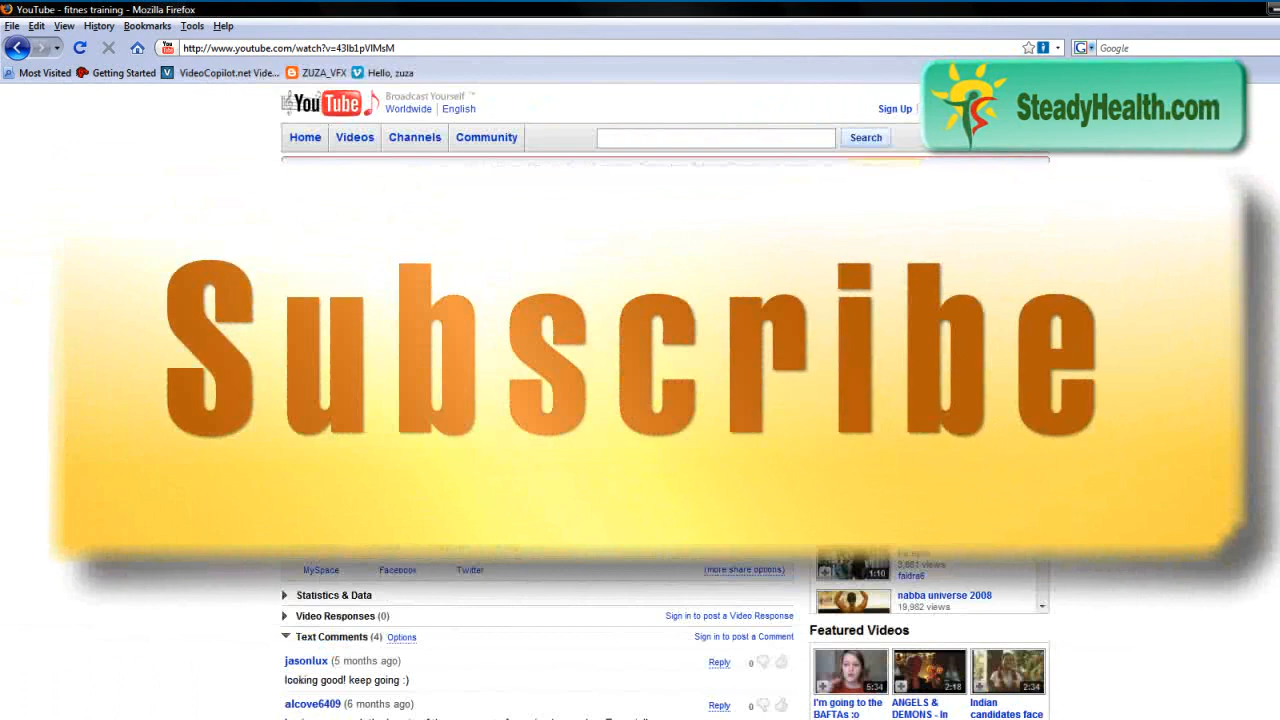 YouTube - fitnes training - Mozilla Firefox
File Edit View History Bookmarks Tools Help
http://www.youtube.com/watch?v=43lb1pVlMsM
Google
Most Visited Getting Started VideoCopilot.net Vide... ZUZA_VFX Hello, zuza
YouTube Broadcast Yourself ™
Worldwide | English
Sign Up
SteadyHealth.com
Home Videos Channels Community Search
Subscribe
MySpace Facebook Twitter (more share options)
1:10
3,881 views
faidra6
Statistics & Data
nabba universe 2008
19,982 views
Video Responses (0) Sign in to post a Video Response
Text Comments (4) Options Sign in to post a Comment
Featured Videos
jasonlux (5 months ago) Reply 0
looking good! keep going :)
5:34 2:18 2:34
alcove6409 (6 months ago) Reply 0
I'm going to the BAFTAs :o
ANGELS & DEMONS - In
Indian candidates face